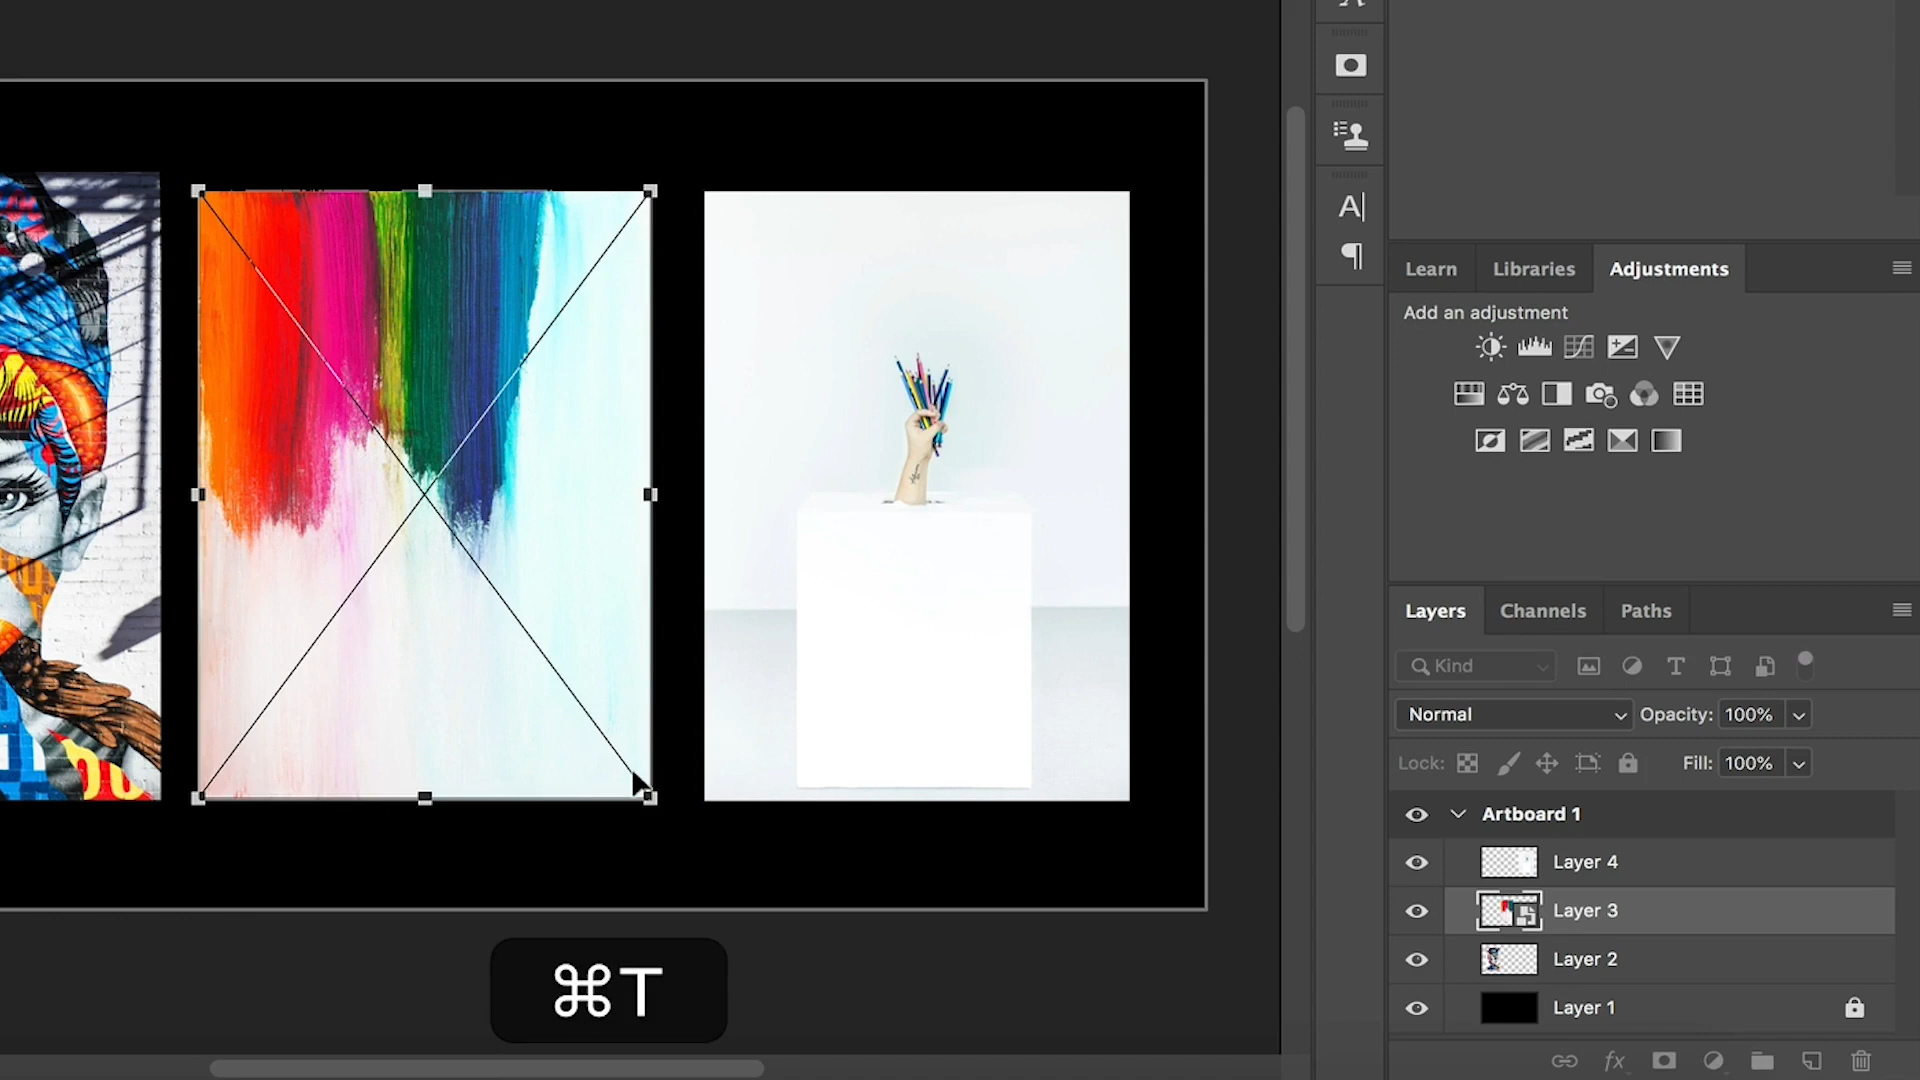 Learn Libraries Adjustments
Add an adjustment
Layers Channels Paths
Kind
Normal Opacity: 100%
Lock: Fill: 100%
Artboard 1
Layer 4
Layer 3
Layer 2
Layer 1
fx
⌘T